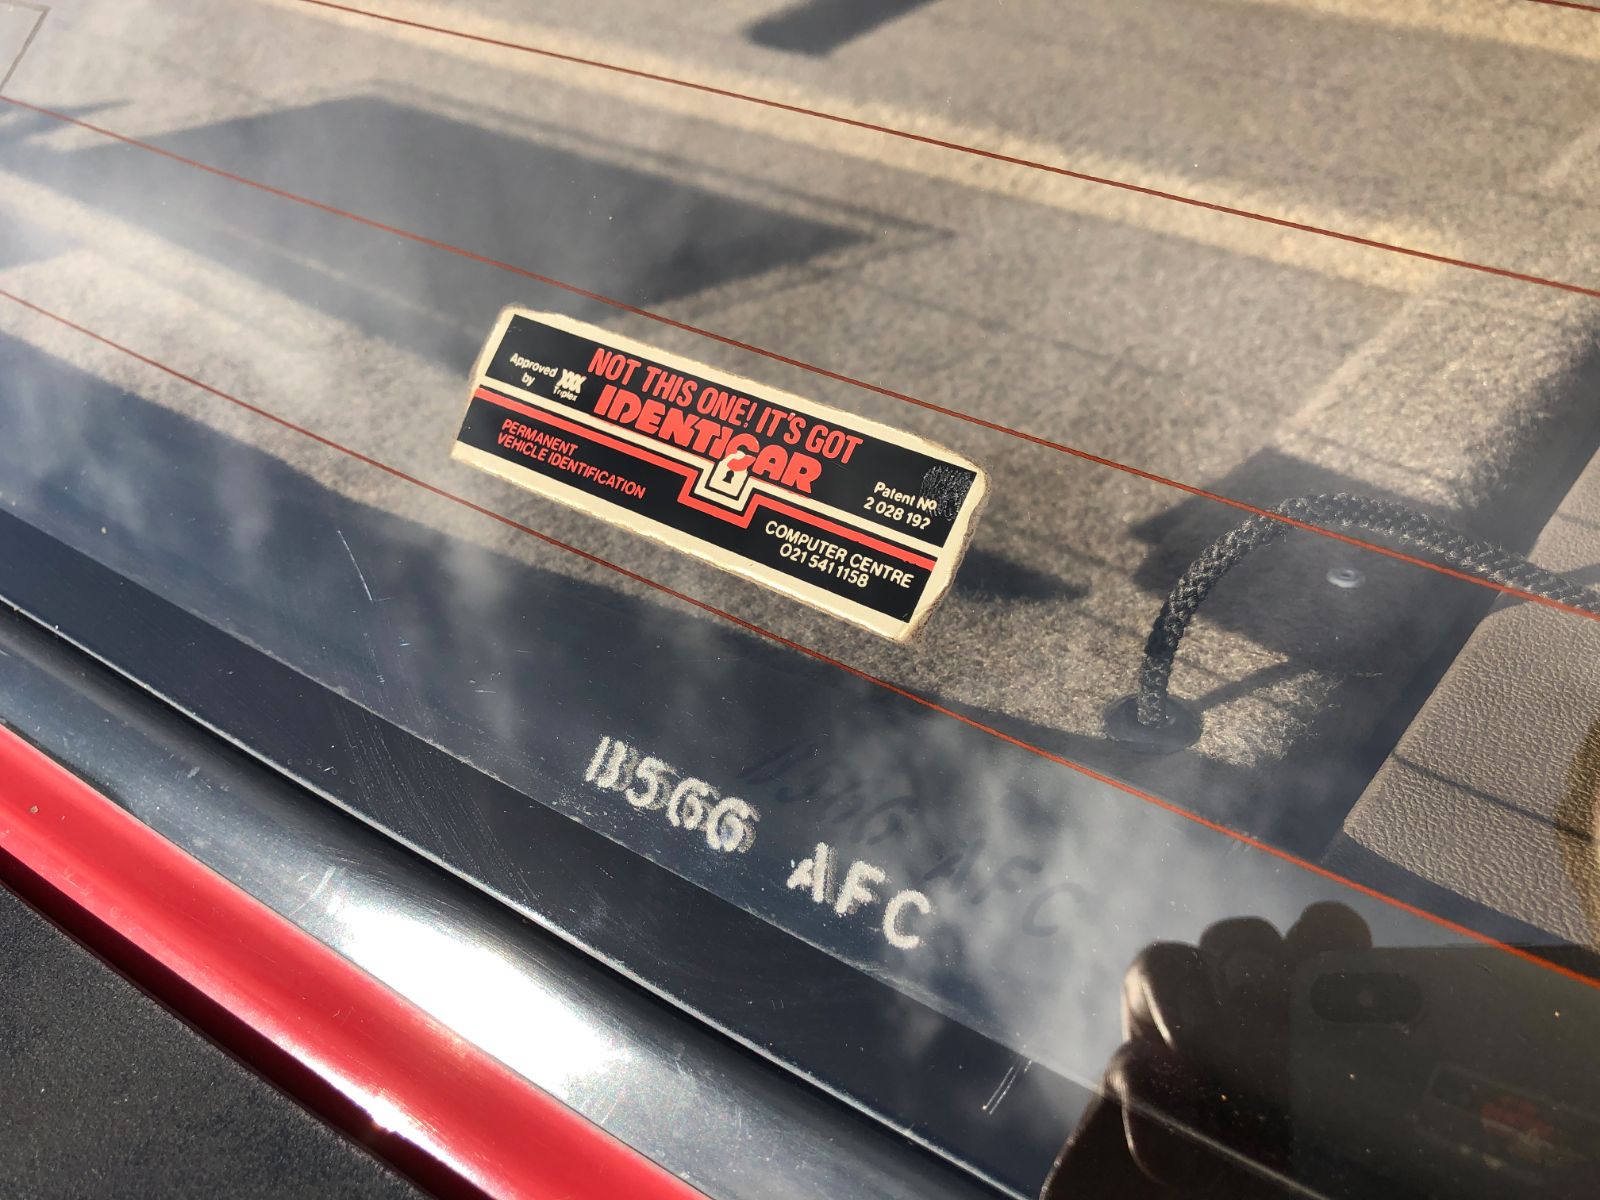 Approved
by
Triplex
NOT THIS ONE! IT'S GOT
IDENTICAR
PERMANENT
VEHICLE IDENTIFICATION
Patent No.
2 028 192
COMPUTER CENTRE
021 541 1158
B566 AFC